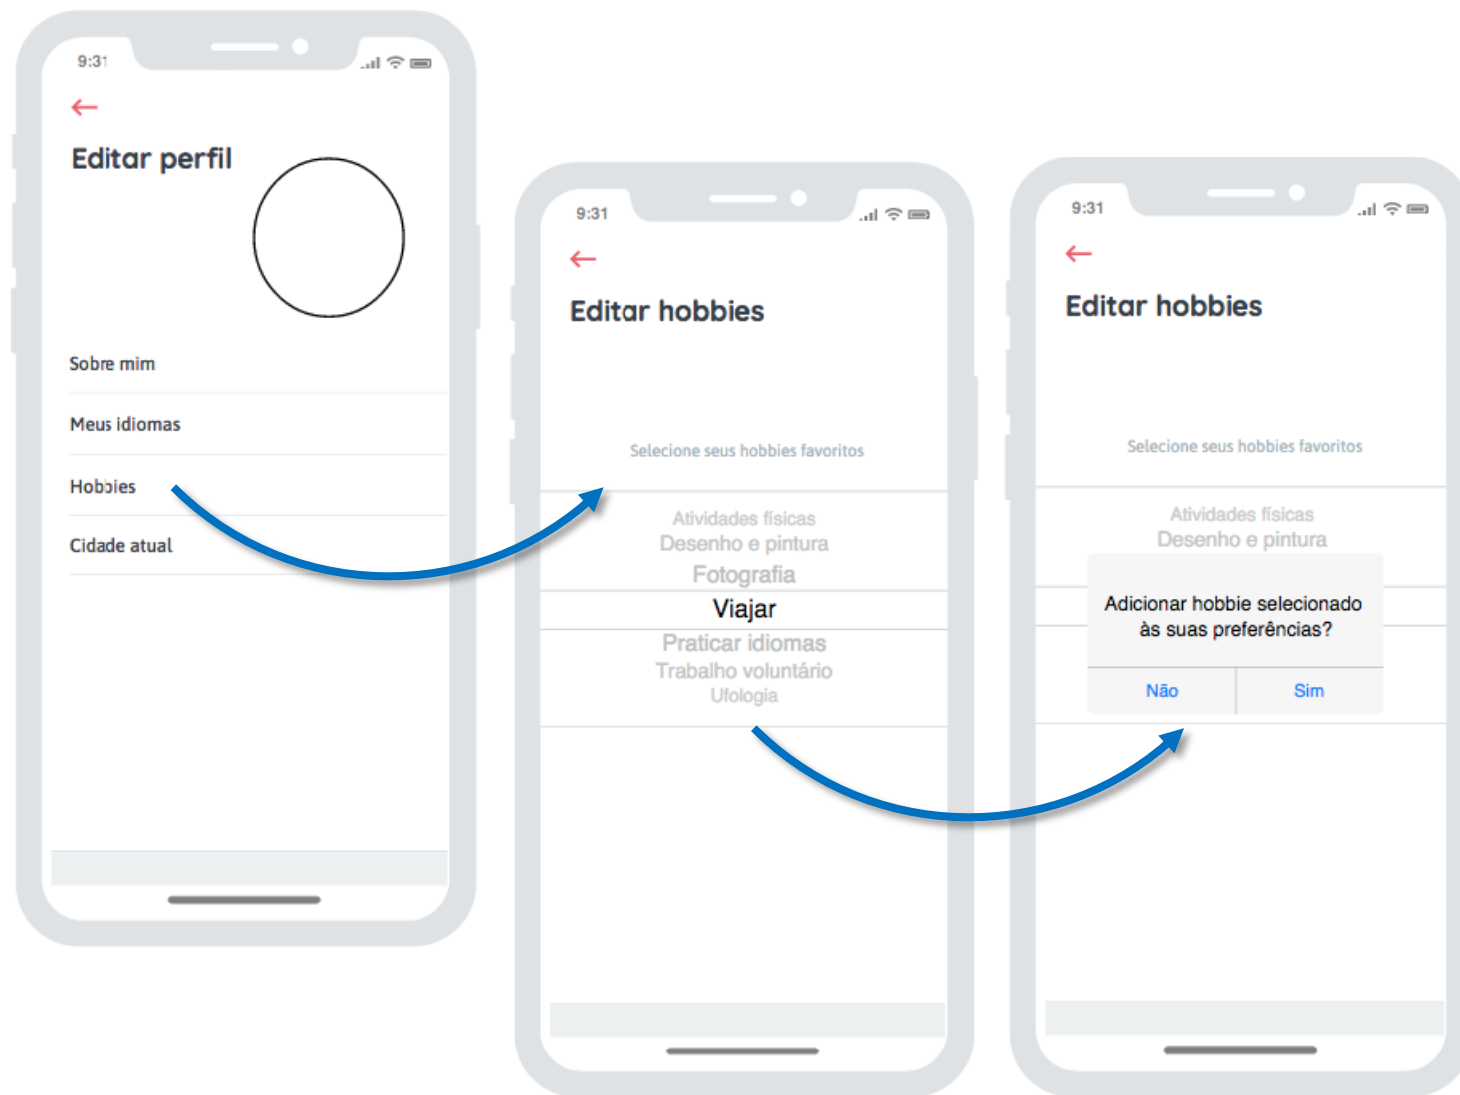 9:31
Editar perfil
Sobre mim
Meus idiomas
Hobbies
Cidade atual
9:31
Editar hobbies
Selecione seus hobbies favoritos
Atividades físicas
Desenho e pintura
Fotografia
Viajar
Praticar idiomas
Trabalho voluntário
Ufologia
9:31
Editar hobbies
Selecione seus hobbies favoritos
Atividades físicas
Desenho e pintura
Adicionar hobbie selecionado
às suas preferências?
Não
Sim